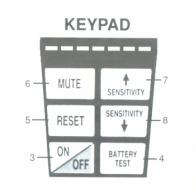 KEYPAD
6 MUTE SENSITIVITY 7
5 RESET SENSITIVITY 8
3 ON OFF BATTERY TEST 4